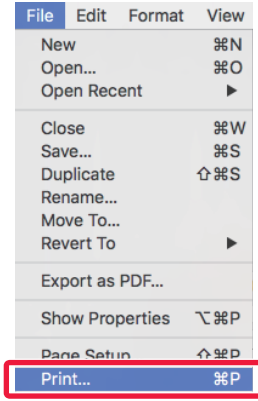 File Edit Format View
New ⌘N
Open... ⌘O
Open Recent ▶
Close ⌘W
Save... ⌘S
Duplicate ⇧⌘S
Rename...
Move To...
Revert To ▶
Export as PDF...
Show Properties ⌥⌘P
Page Setup ⇧⌘P
Print... ⌘P